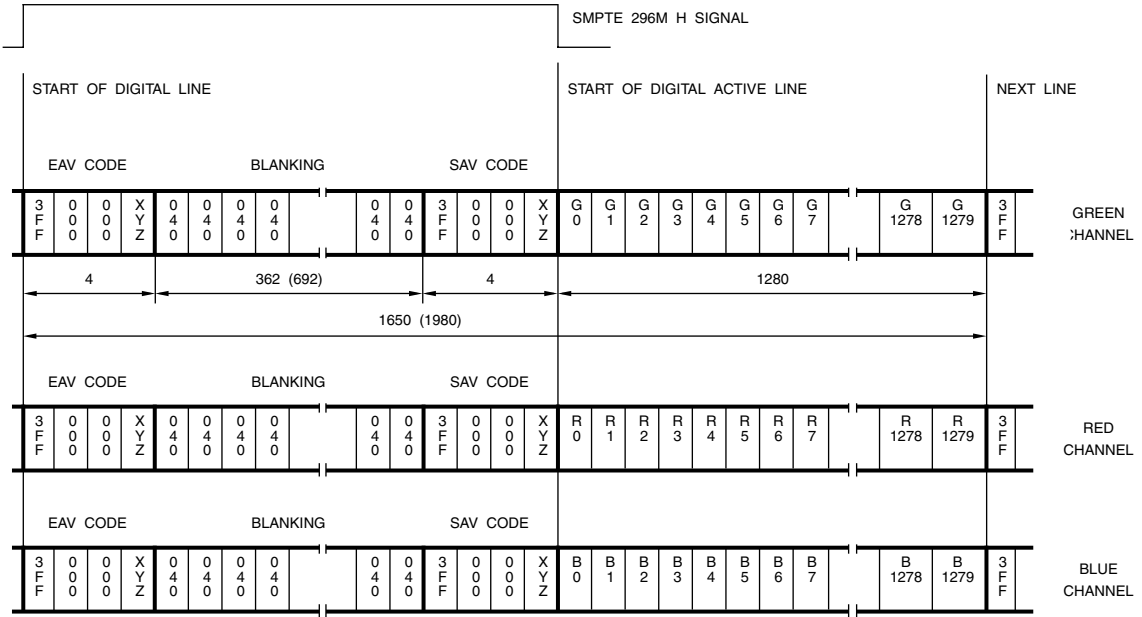 SMPTE 296M H SIGNAL
START OF DIGITAL LINE START OF DIGITAL ACTIVE LINE NEXT LINE
EAV CODE BLANKING SAV CODE
3FF 000 000 XYZ 040 040 040 040 040 040 3FF 000 000 XYZ G0 G1 G2 G3 G4 G5 G6 G7 G1278 G1279 3FF GREEN CHANNEL
4 362 (692) 4 1280
1650 (1980)
EAV CODE BLANKING SAV CODE
3FF 000 000 XYZ 040 040 040 040 040 040 3FF 000 000 XYZ R0 R1 R2 R3 R4 R5 R6 R7 R1278 R1279 3FF RED CHANNEL
EAV CODE BLANKING SAV CODE
3FF 000 000 XYZ 040 040 040 040 040 040 3FF 000 000 XYZ B0 B1 B2 B3 B4 B5 B6 B7 B1278 B1279 3FF BLUE CHANNEL